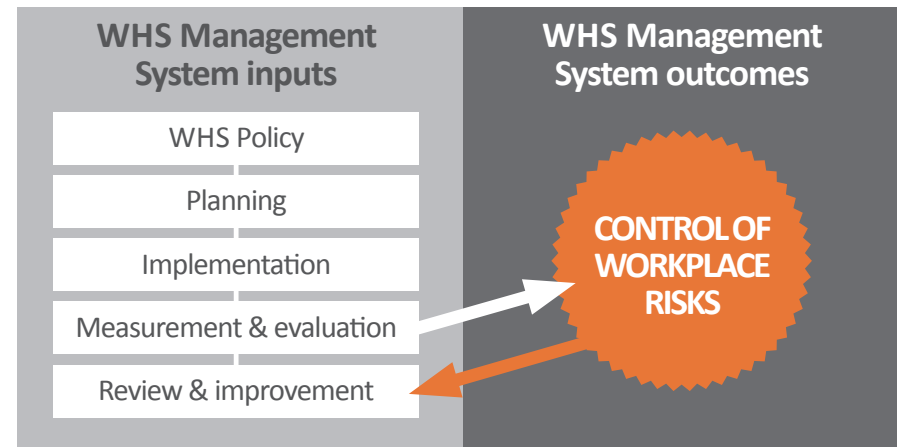 WHS Management
System inputs
WHS Policy
Planning
Implementation
Measurement & evaluation
Review & improvement
WHS Management
System outcomes
CONTROL OF
WORKPLACE
RISKS